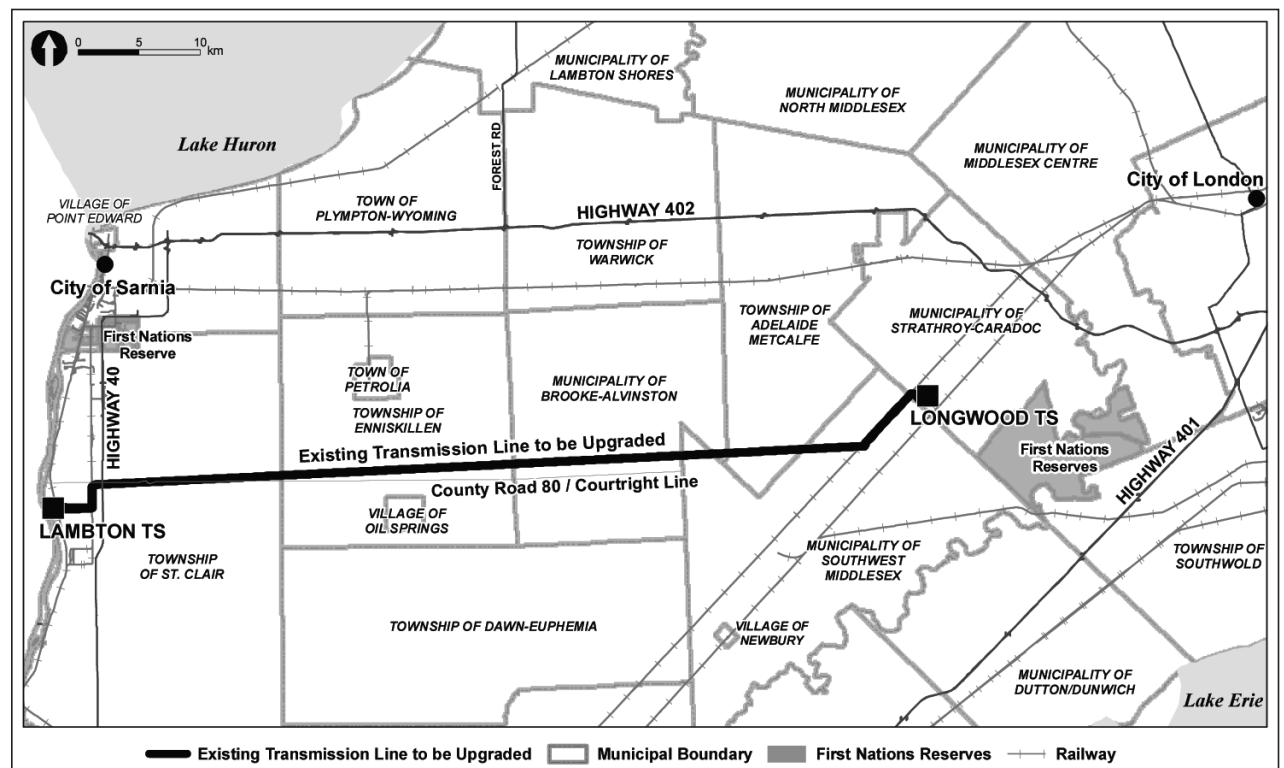 0 5 10
km
MUNICIPALITY OF
LAMBTON SHORES
MUNICIPALITY OF
NORTH MIDDLESEX
Lake Huron
FOREST RD
MUNICIPALITY OF
MIDDLESEX CENTRE
City of London
VILLAGE OF
POINT EDWARD
TOWN OF
PLYMPTON-WYOMING
HIGHWAY 402
TOWNSHIP OF
WARWICK
City of Sarnia
First Nations
Reserve
TOWNSHIP OF
ADELAIDE
METCALFE
MUNICIPALITY OF
STRATHROY-CARADOC
HIGHWAY 40
TOWN OF
PETROLIA
MUNICIPALITY OF
BROOKE-ALVINSTON
TOWNSHIP OF
ENNISKILLEN
LONGWOOD TS
Existing Transmission Line to be Upgraded
First Nations
Reserves
HIGHWAY 401
County Road 80 / Courtright Line
VILLAGE OF
OIL SPRINGS
LAMBTON TS
TOWNSHIP
OF ST. CLAIR
MUNICIPALITY OF
SOUTHWEST
MIDDLESEX
TOWNSHIP OF
SOUTHWOLD
TOWNSHIP OF DAWN-EUPHEMIA
VILLAGE OF
NEWBURY
MUNICIPALITY OF
DUTTON/DUNWICH
Lake Erie
Existing Transmission Line to be Upgraded Municipal Boundary First Nations Reserves Railway